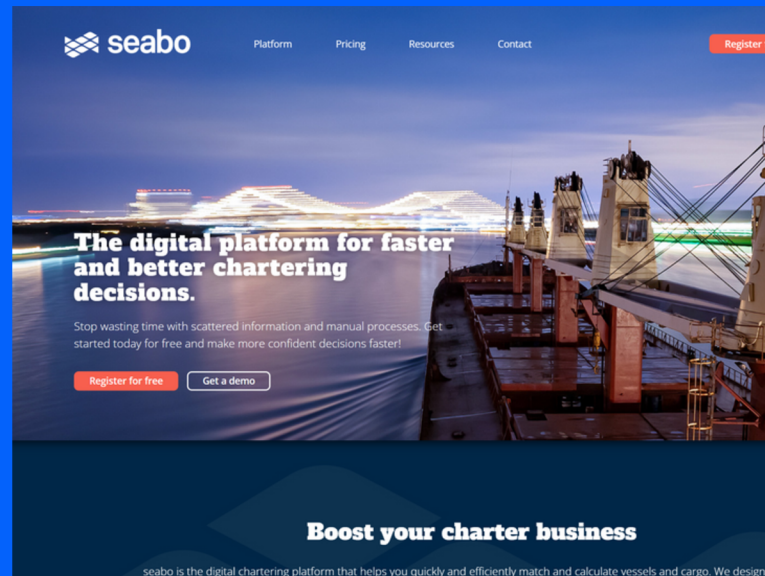 seabo
Platform
Pricing
Resources
Contact
Register
The digital platform for faster
and better chartering
decisions.
Stop wasting time with scattered information and manual processes. Get
started today for free and make more confident decisions faster!
Register for free
Get a demo
Boost your charter business
seabo is the digital chartering platform that helps you quickly and efficiently match and calculate vessels and cargo. We design